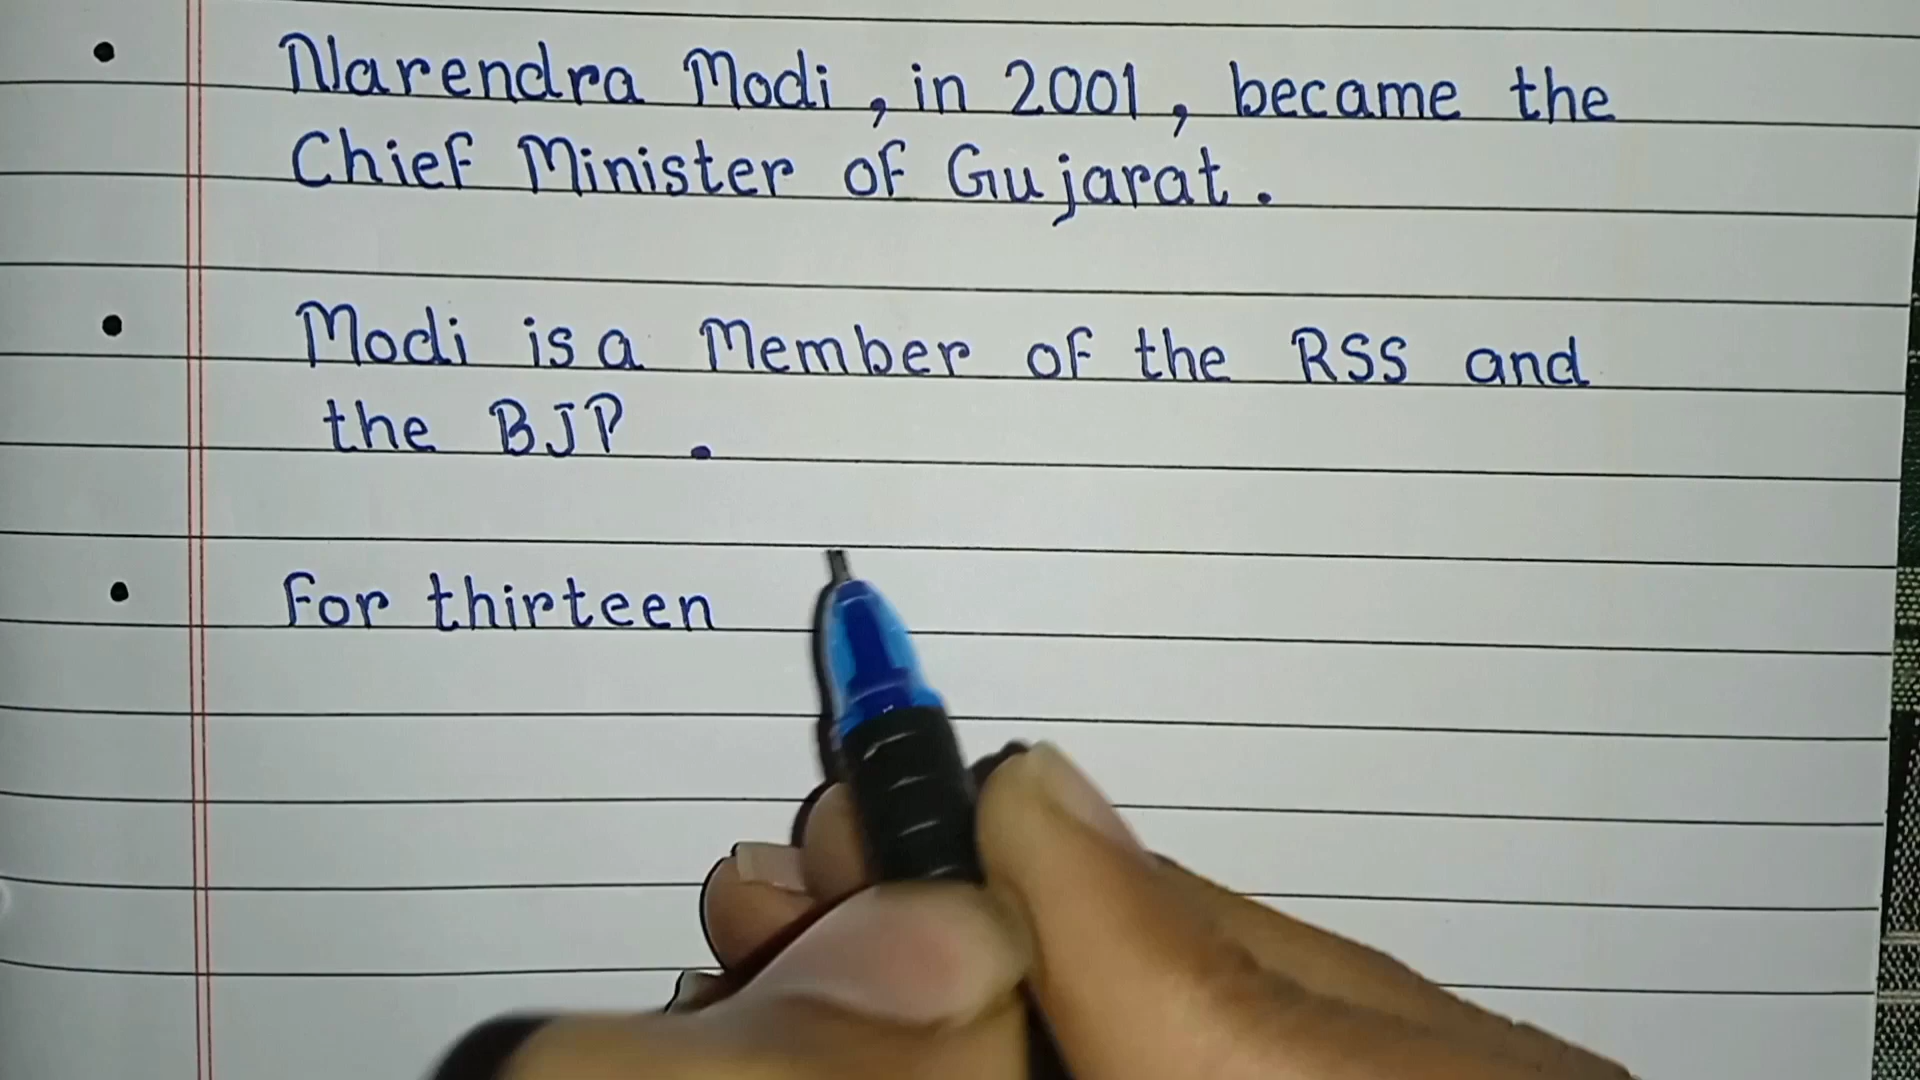 • Narendra Modi, in 2001, became the
Chief Minister of Gujarat.
• Modi is a Member of the RSS and
the BJP.
• For thirteen